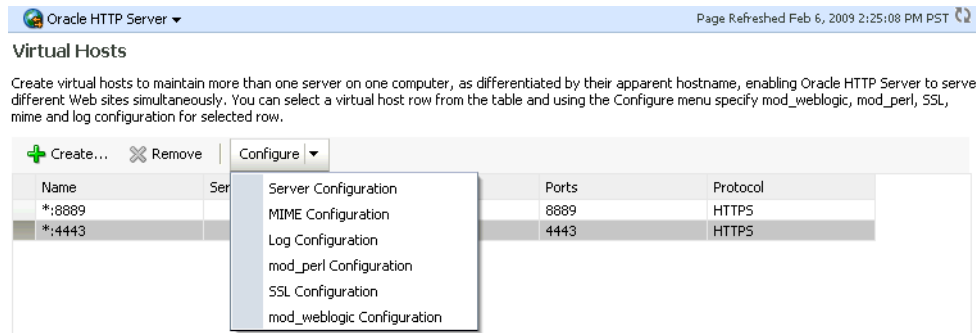 Oracle HTTP Server
Page Refreshed Feb 6, 2009 2:25:08 PM PST
Virtual Hosts
Create virtual hosts to maintain more than one server on one computer, as differentiated by their apparent hostname, enabling Oracle HTTP Server to serve
different Web sites simultaneously. You can select a virtual host row from the table and using the Configure menu specify mod_weblogic, mod_perl, SSL,
mime and log configuration for selected row.
Create... Remove Configure
Name Ser Ports Protocol
*:8889 8889 HTTPS
*:4443 4443 HTTPS
Server Configuration
MIME Configuration
Log Configuration
mod_perl Configuration
SSL Configuration
mod_weblogic Configuration